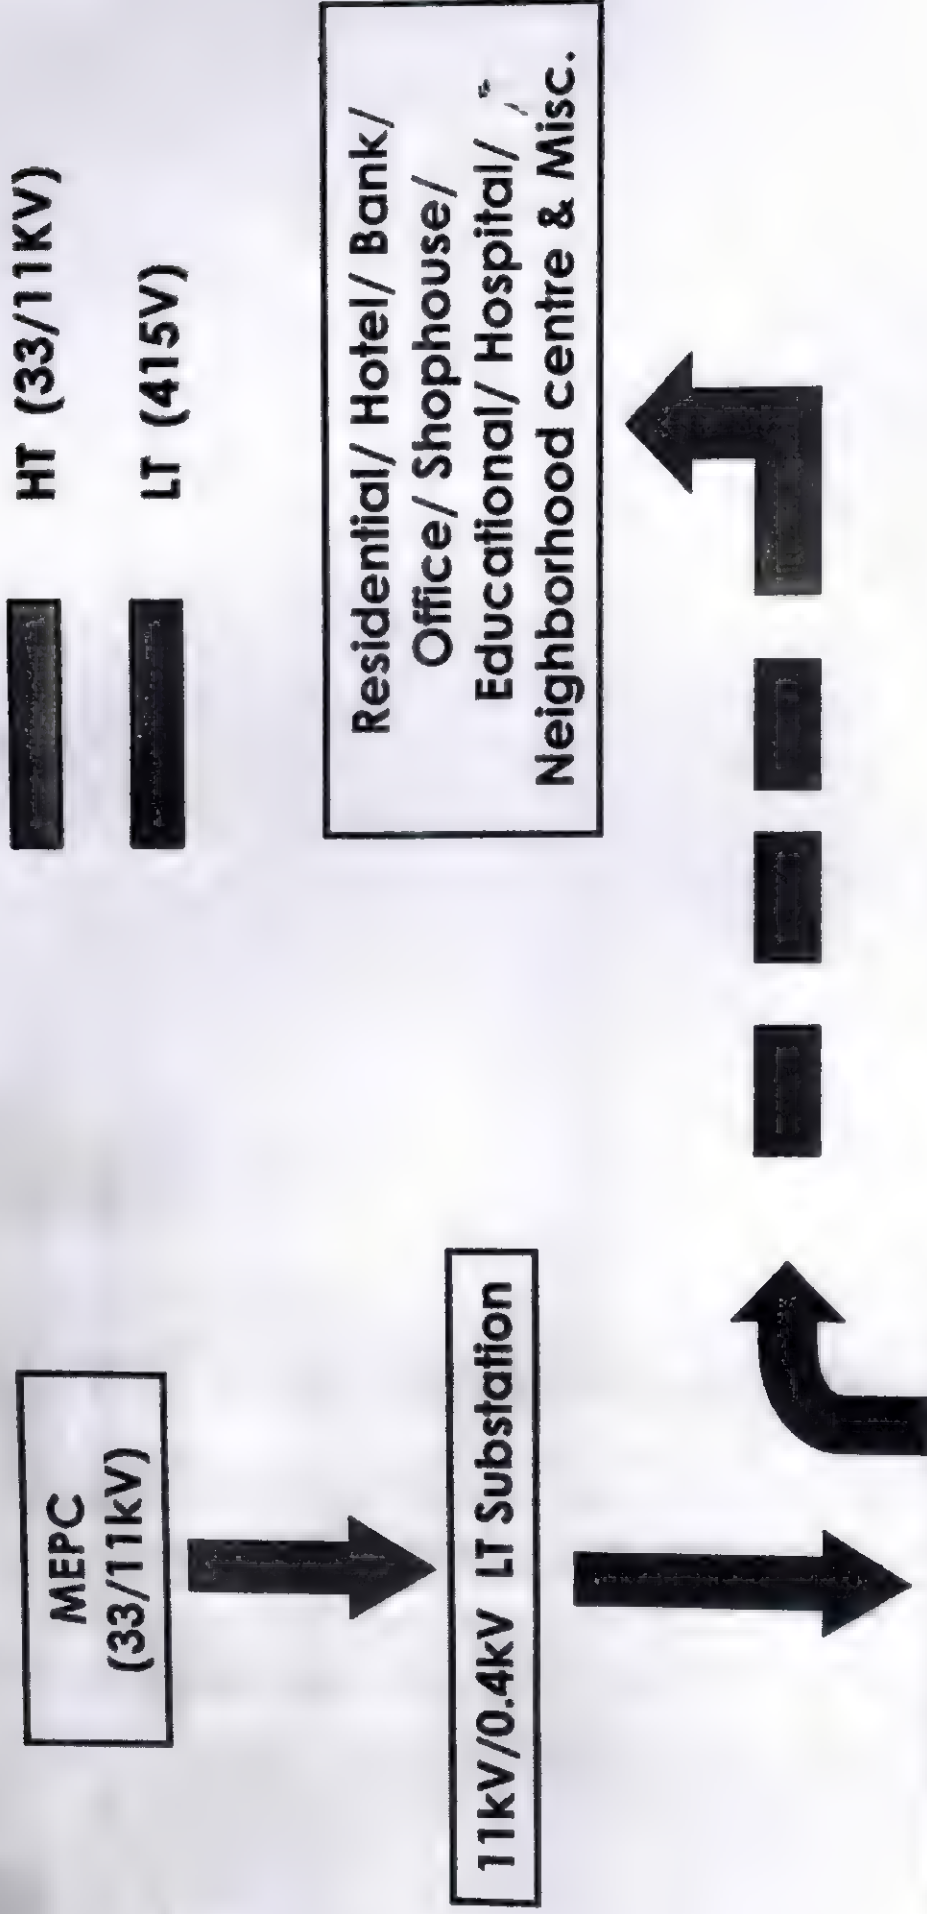 HT (33/11KV)
LT (415V)
MEPC
(33/11kV)
Residential/ Hotel/ Bank/
Office/ Shophouse/
Educational/ Hospital/
Neighborhood centre & Misc.
11kV/0.4kV LT Substation